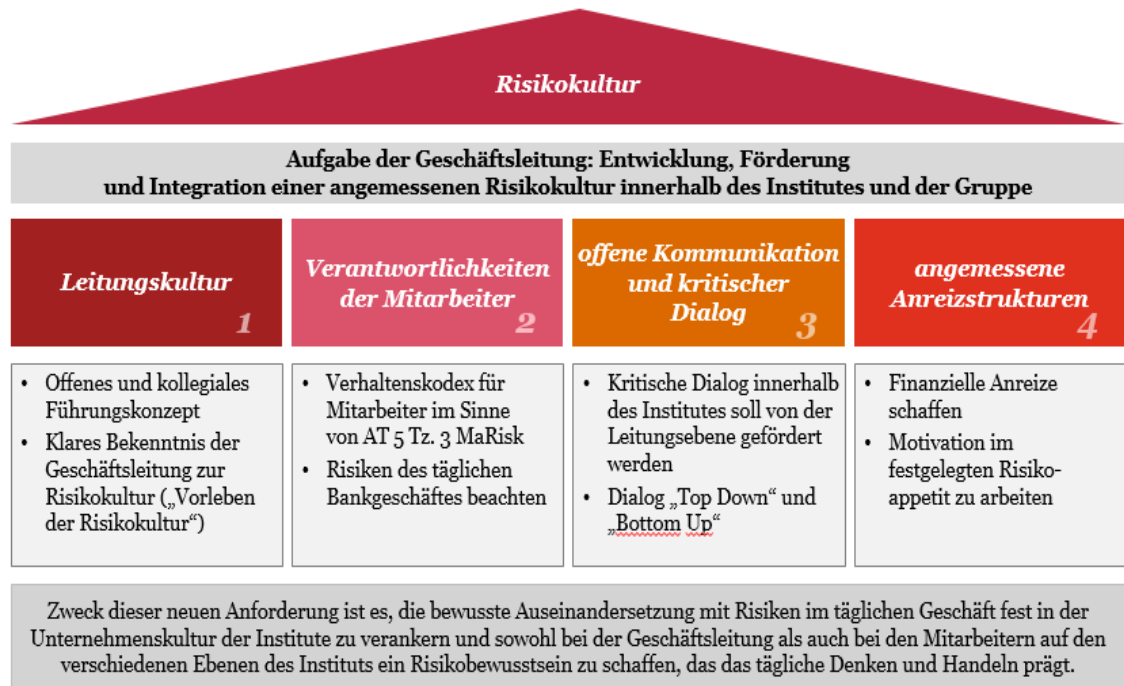 Risikokultur
Aufgabe der Geschäftsleitung: Entwicklung, Förderung
und Integration einer angemessenen Risikokultur innerhalb des Institutes und der Gruppe
Leitungskultur
1
Verantwortlichkeiten
der Mitarbeiter
2
offene Kommunikation
und kritischer
Dialog
3
angemessene
Anreizstrukturen
4
• Offenes und kollegiales
Führungskonzept
• Klares Bekenntnis der
Geschäftsleitung zur
Risikokultur („Vorleben
der Risikokultur“)
• Verhaltenskodex für
Mitarbeiter im Sinne
von AT 5 Tz. 3 MaRisk
• Risiken des täglichen
Bankgeschäftes beachten
• Kritische Dialog innerhalb
des Institutes soll von der
Leitungsebene gefördert
werden
• Dialog „Top Down“ und
„Bottom Up“
• Finanzielle Anreize
schaffen
• Motivation im
festgelegten Risiko-
appetit zu arbeiten
Zweck dieser neuen Anforderung ist es, die bewusste Auseinandersetzung mit Risiken im täglichen Geschäft fest in der
Unternehmenskultur der Institute zu verankern und sowohl bei der Geschäftsleitung als auch bei den Mitarbeitern auf den
verschiedenen Ebenen des Instituts ein Risikobewusstsein zu schaffen, das das tägliche Denken und Handeln prägt.